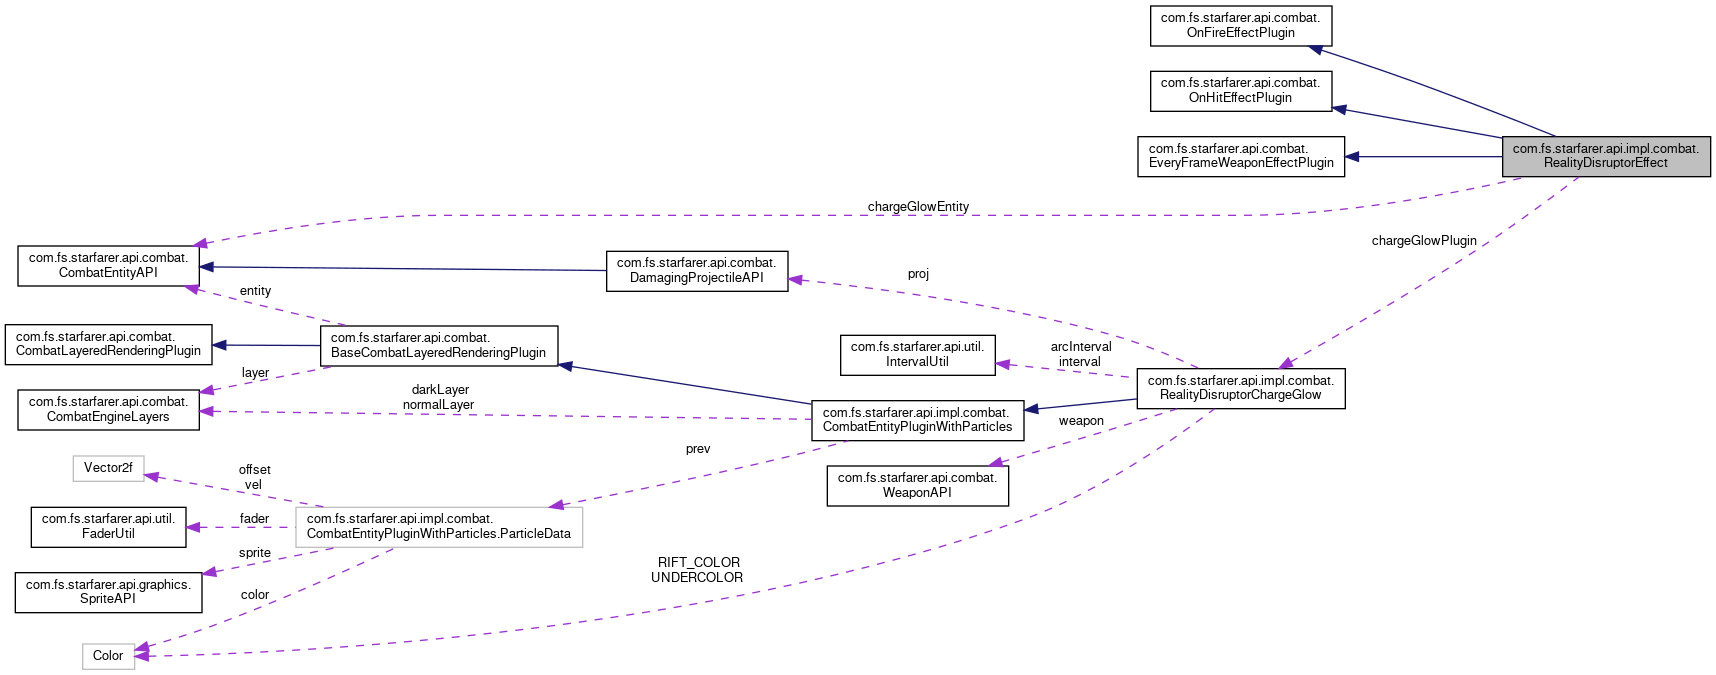 com.fs.starfarer.api.combat.
OnFireEffectPlugin
com.fs.starfarer.api.combat.
OnHitEffectPlugin
com.fs.starfarer.api.combat.
EveryFrameWeaponEffectPlugin
com.fs.starfarer.api.impl.combat.
RealityDisruptorEffect
chargeGlowEntity
chargeGlowPlugin
com.fs.starfarer.api.combat.
CombatEntityAPI
com.fs.starfarer.api.combat.
DamagingProjectileAPI
proj
entity
com.fs.starfarer.api.combat.
CombatLayeredRenderingPlugin
com.fs.starfarer.api.combat.
BaseCombatLayeredRenderingPlugin
com.fs.starfarer.api.util.
IntervalUtil
arcInterval
interval
layer
com.fs.starfarer.api.impl.combat.
RealityDisruptorChargeGlow
com.fs.starfarer.api.combat.
CombatEngineLayers
darkLayer
normalLayer
com.fs.starfarer.api.impl.combat.
CombatEntityPluginWithParticles
weapon
prev
Vector2f
offset
vel
com.fs.starfarer.api.combat.
WeaponAPI
com.fs.starfarer.api.util.
FaderUtil
fader
com.fs.starfarer.api.impl.combat.
CombatEntityPluginWithParticles.ParticleData
sprite
com.fs.starfarer.api.graphics.
SpriteAPI
RIFT_COLOR
UNDERCOLOR
color
Color